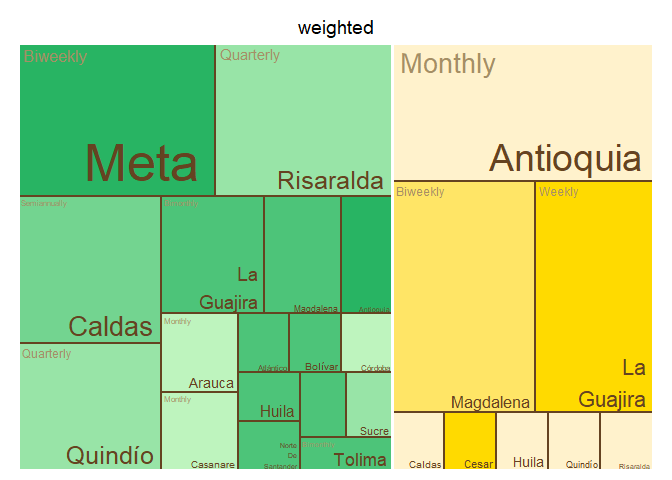 weighted
Biweekly
Meta
Quarterly
Risaralda
Monthly
Antioquia
Semiannually
Caldas
La
Guajira
Magdalena
Antioquia
Biweekly
Magdalena
Weekly
La
Guajira
Monthly
Arauca
Atlántico
Bolívar
Córdoba
Quarterly
Quindío
Monthly
Casanare
Huila
Norte
De
Santander
Sucre
Tolima
Caldas
Cesar
Huila
Quindío
Risaralda